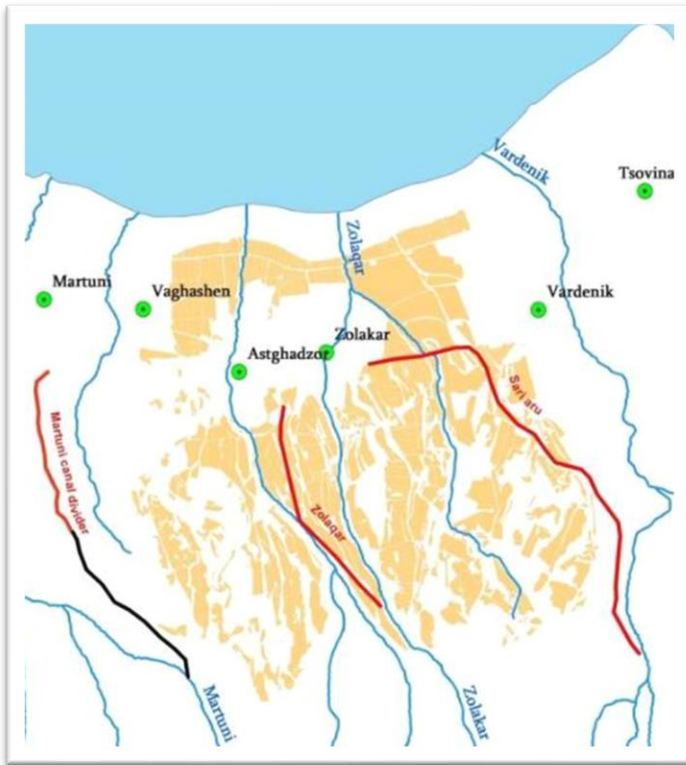 Vardenik
Tsovina
Zolaqar
Martuni
Vaghashen
Vardenik
Zolakar
Astghadzor
Sari aru
Martuni canal divider
Zolaqar
Martuni
Zolakar